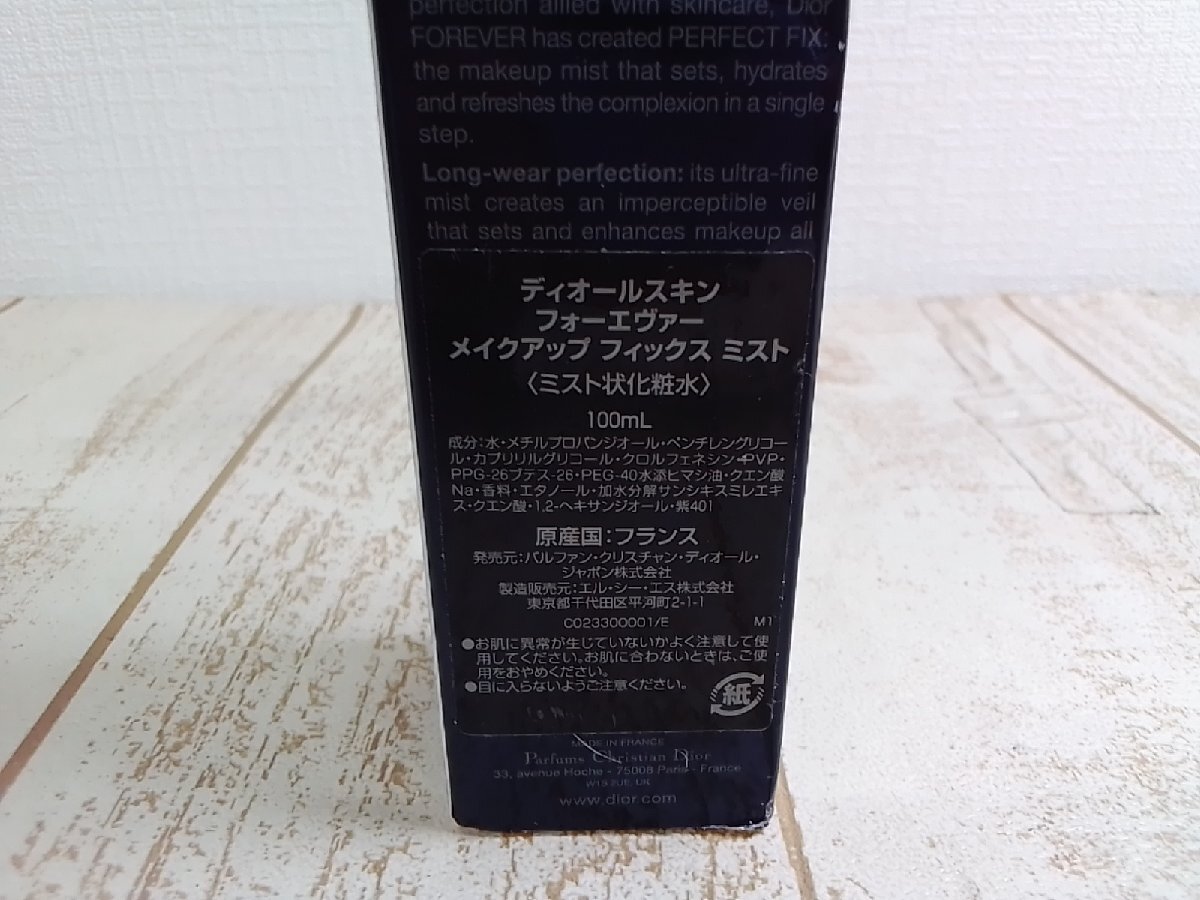 perfection allied with skincare, Dior
FOREVER has created PERFECT FIX:
the makeup mist that sets, hydrates
and refreshes the complexion in a single
step.
Long-wear perfection: its ultra-fine
mist creates an imperceptible veil
that sets and enhances makeup all
ディオールスキン
フォーエヴァー
メイクアップ フィックス ミスト
〈ミスト状化粧水〉
100mL
成分:水・メチルプロパンジオール・ペンチレングリコー
ル・カプリリルグリコール・クロルフェネシン・PVP・
PPG-26ブテス-26・PEG-40水添ヒマシ油・クエン酸
Na・香料・エタノール・加水分解サンシキスミレエキ
ス・クエン酸・1,2-ヘキサンジオール・紫401
原産国:フランス
発売元:パルファン・クリスチャン・ディオール・
ジャポン株式会社
製造販売元:エル・シー・エス株式会社
東京都千代田区平河町2-1-1
C023300001/E M1
●お肌に異常が生じていないかよく注意して使
用してください。お肌に合わないときは、ご使
用をおやめください。
●目に入らないようご注意ください。
紙
MADE IN FRANCE
Parfums Christian Dior
33, avenue Hoche - 75008 Paris - France
W1S 2UE, UK
www.dior.com